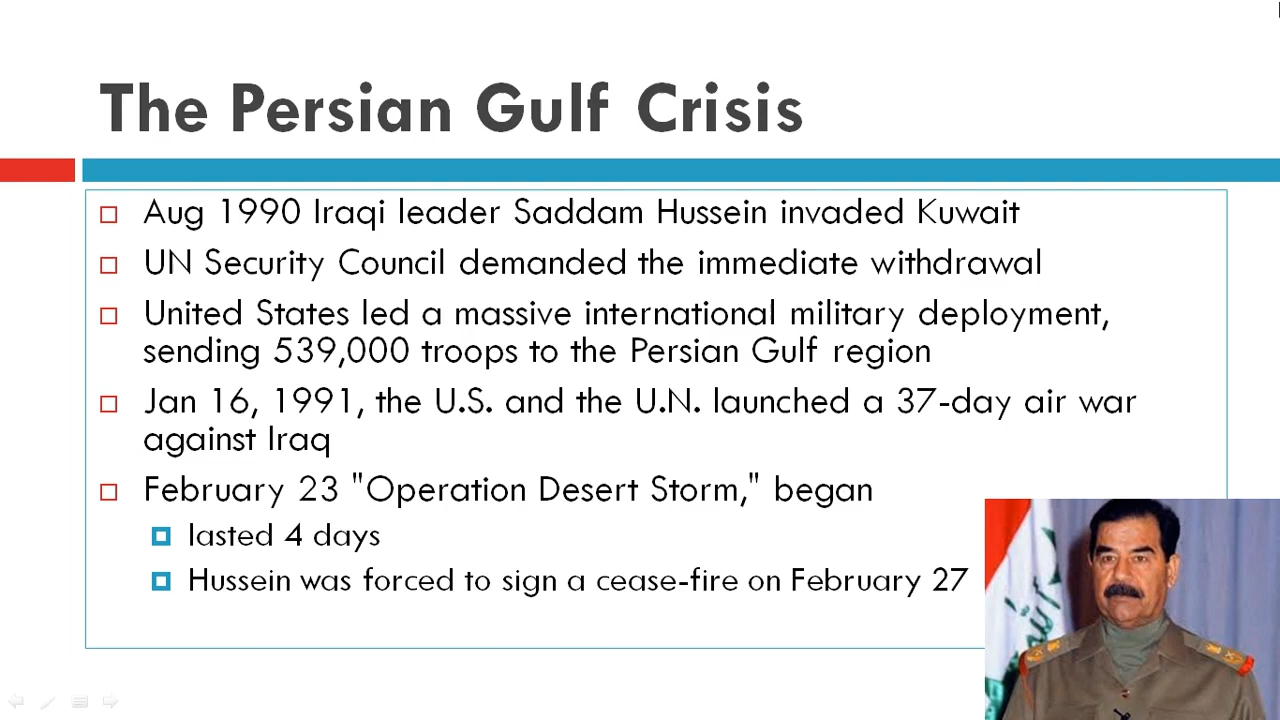 The Persian Gulf Crisis
Aug 1990 Iraqi leader Saddam Hussein invaded Kuwait
UN Security Council demanded the immediate withdrawal
United States led a massive international military deployment,
sending 539,000 troops to the Persian Gulf region
Jan 16, 1991, the U.S. and the U.N. launched a 37-day air war
against Iraq
February 23 "Operation Desert Storm," began
lasted 4 days
Hussein was forced to sign a cease-fire on February 27